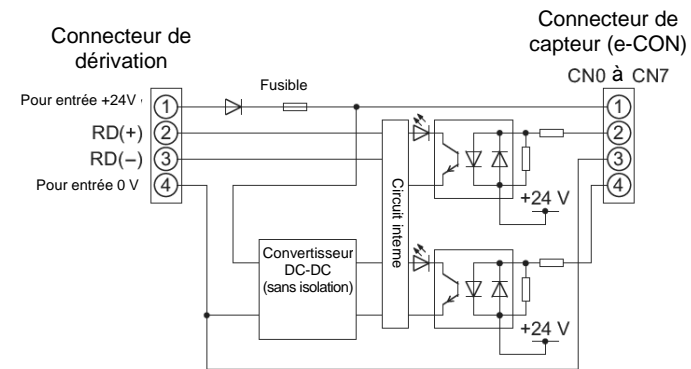 Connecteur de
dérivation
Connecteur de
capteur (e-CON)
CN0 à CN7
Fusible
Pour entrée +24V
RD(+)
RD(−)
Pour entrée 0 V
1
2
3
4
1
2
3
4
Circuit interne
+24 V
Convertisseur
DC-DC
(sans isolation)
+24 V